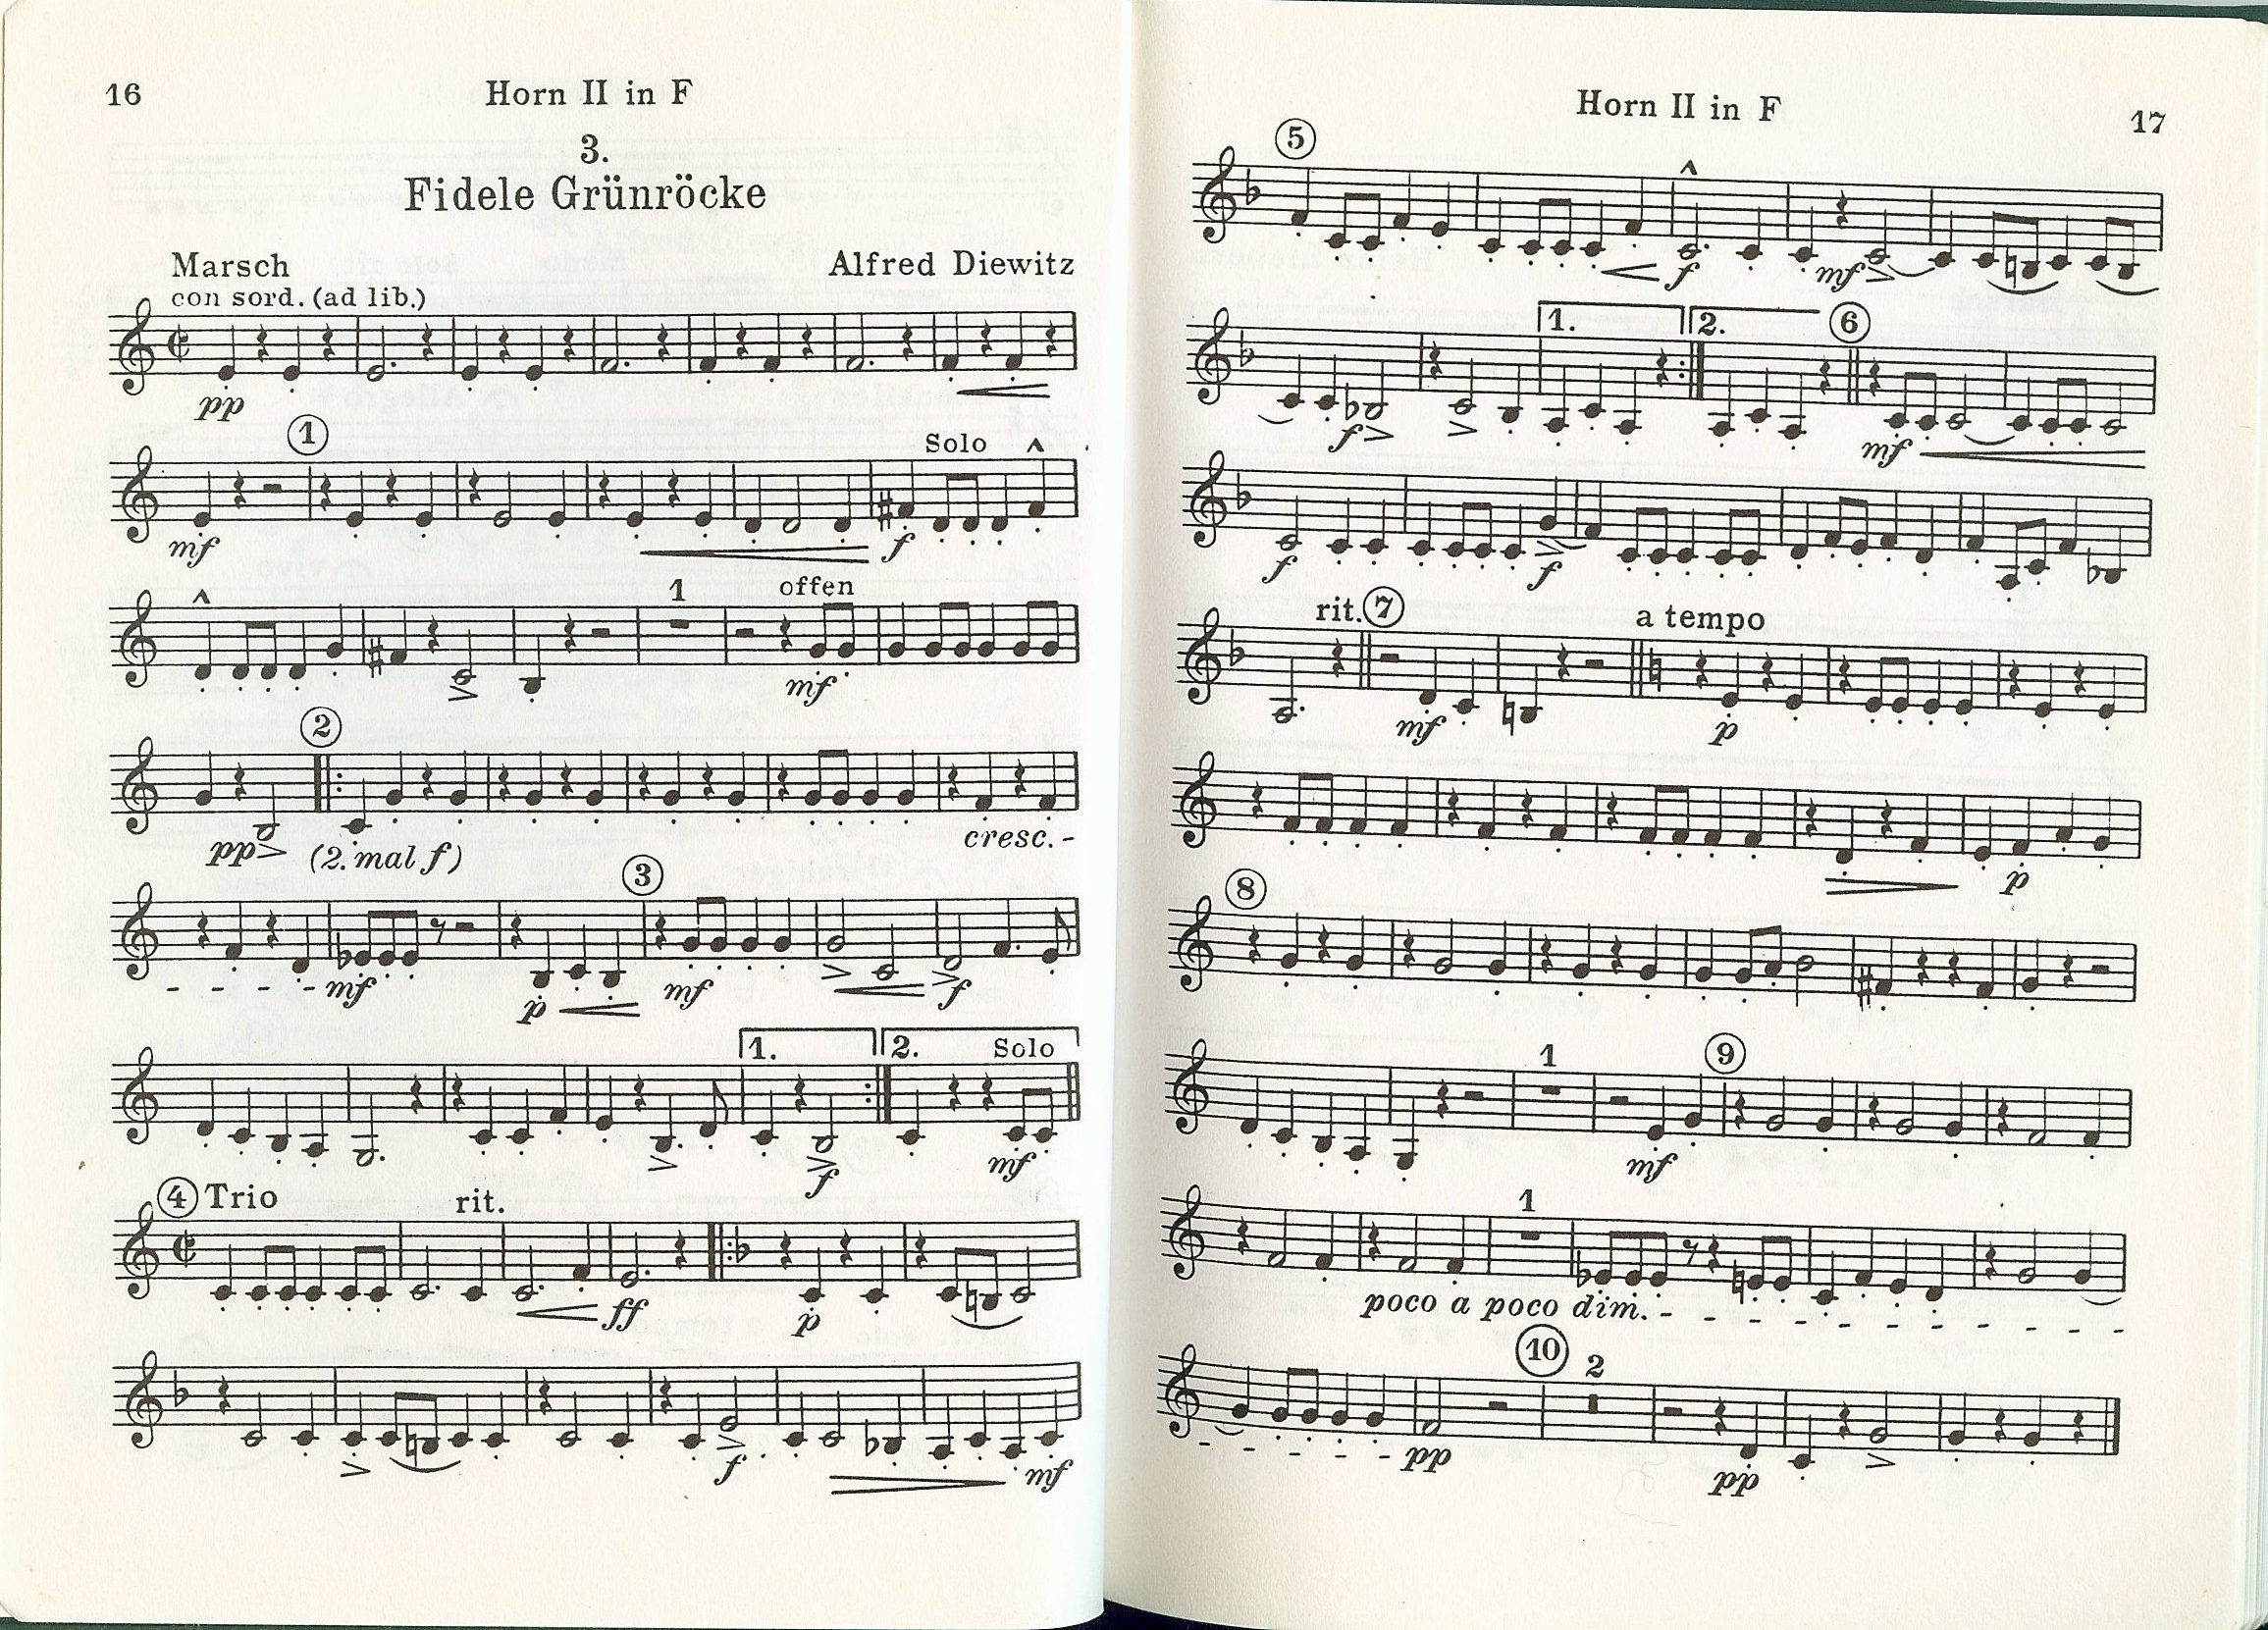 16
Horn II in F
3.
Fidele Grünröcke
Marsch
Alfred Diewitz
con sord. (ad lib.)
pp
1
Solo
mf
f
1
offen
mf
2
pp
(2. mal f)
cresc. -
3
- - - - mf
p
mf
f
1.
2.
Solo
f
mf
4 Trio
rit.
ff
p
f
mf
Horn II in F
17
5
f
mf
1.
2.
6
f
mf
f
f
rit. 7
a tempo
mf
p
p
8
1
9
mf
1
poco a poco dim. - - - - - - - - - - -
10
2
- - - - - pp
pp